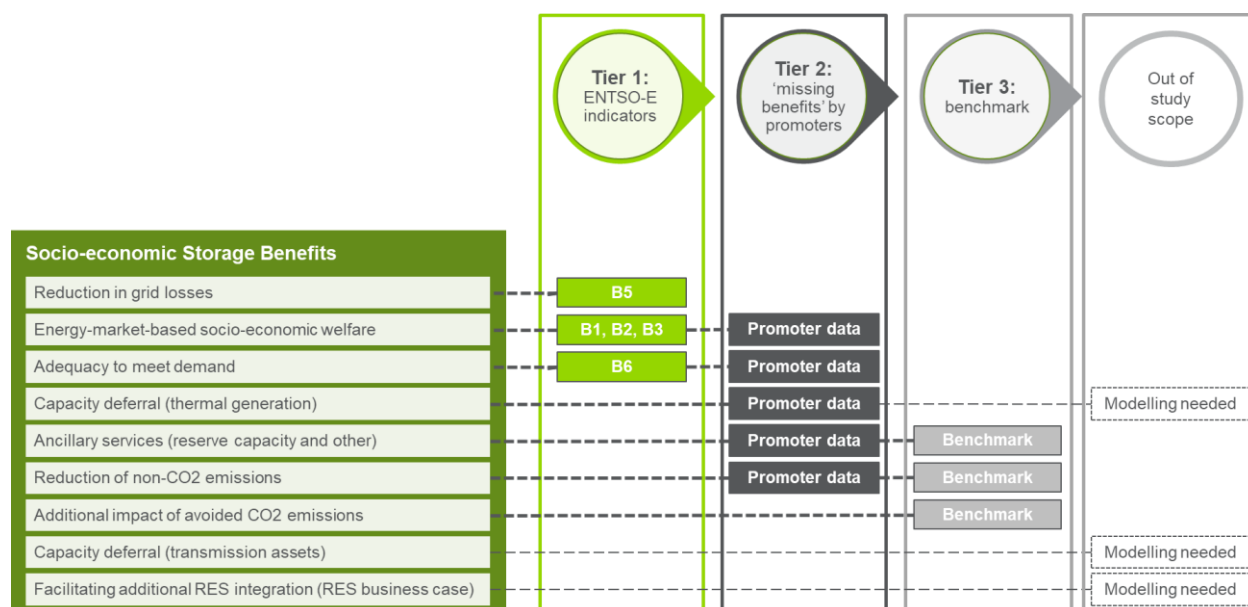 Tier 1:
ENTSO-E
indicators
Tier 2:
‘missing
benefits’ by
promoters
Tier 3:
benchmark
Out of
study
scope
Socio-economic Storage Benefits
Reduction in grid losses
B5
Energy-market-based socio-economic welfare
B1, B2, B3
Promoter data
Adequacy to meet demand
B6
Promoter data
Capacity deferral (thermal generation)
Promoter data
Modelling needed
Ancillary services (reserve capacity and other)
Promoter data
Benchmark
Reduction of non-CO2 emissions
Promoter data
Benchmark
Additional impact of avoided CO2 emissions
Benchmark
Capacity deferral (transmission assets)
Modelling needed
Facilitating additional RES integration (RES business case)
Modelling needed